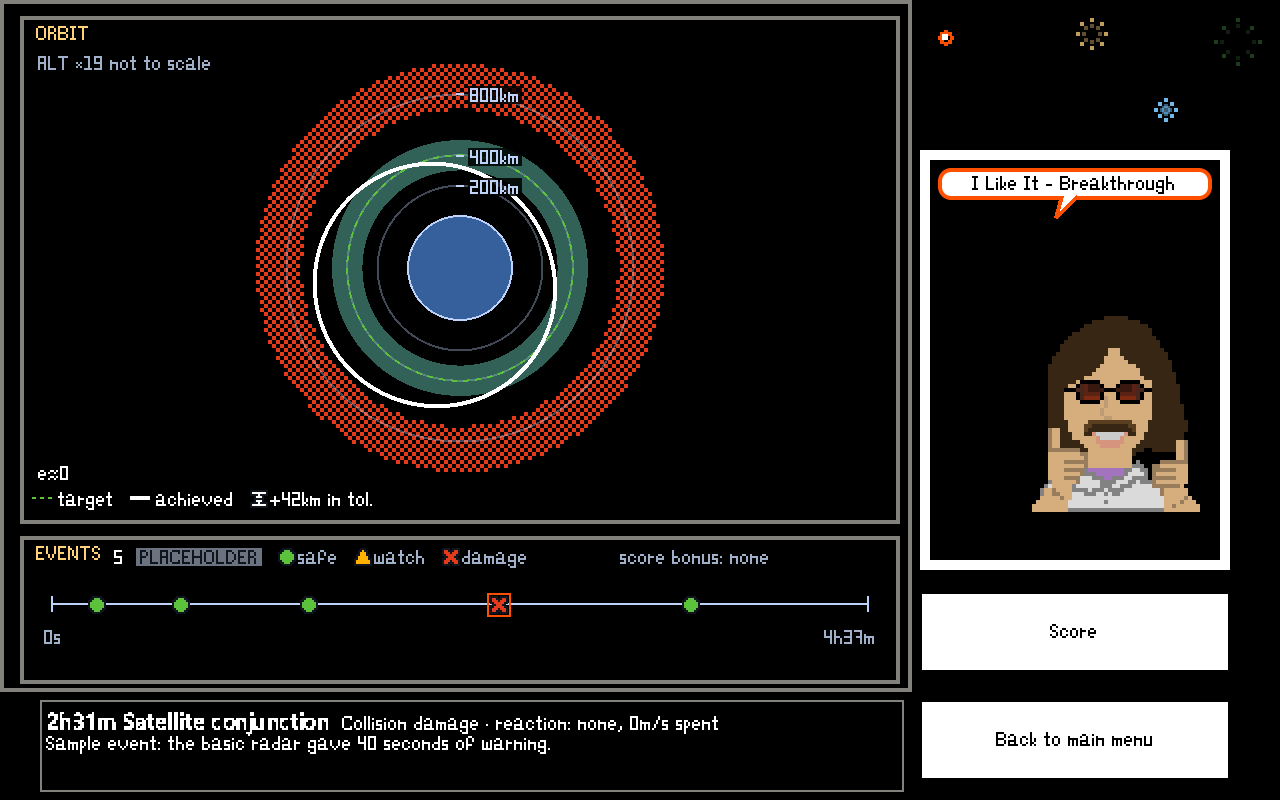 ORBIT
ALT ×19 not to scale
800km
400km
200km
e≈0
target achieved +42km in tol.
EVENTS 5 PLACEHOLDER safe watch damage score bonus: none
0s 4h37m
2h31m Satellite conjunction Collision damage · reaction: none, 0m/s spent
Sample event: the basic radar gave 40 seconds of warning.
I Like It - Breakthrough
Score
Back to main menu